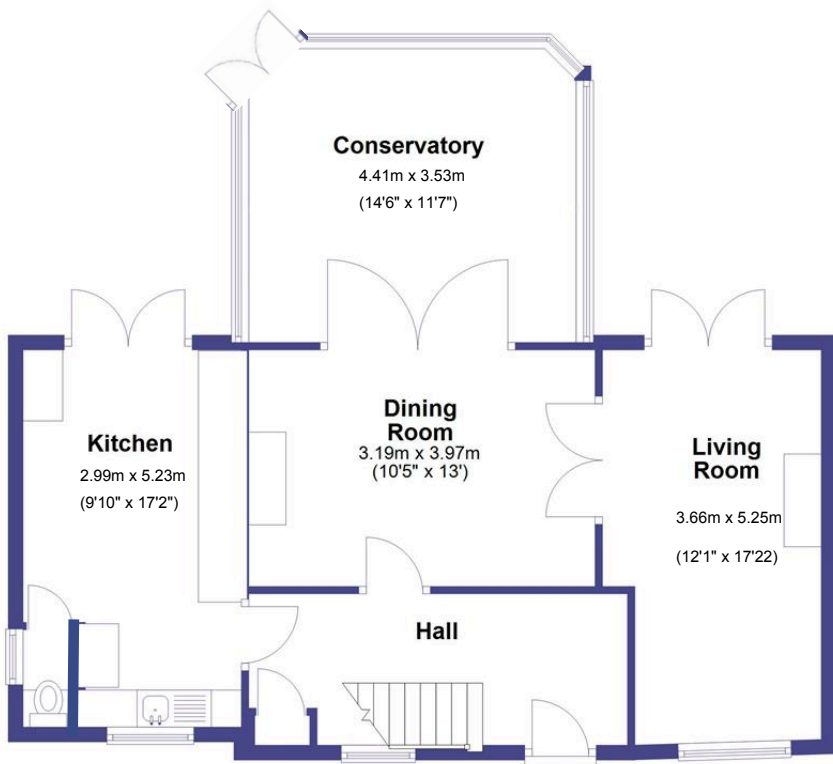 Conservatory
4.41m x 3.53m
(14'6" x 11'7")
Kitchen
2.99m x 5.23m
(9'10" x 17'2")
Dining
Room
3.19m x 3.97m
(10'5" x 13')
Living
Room
3.66m x 5.25m
(12'1" x 17'22)
Hall